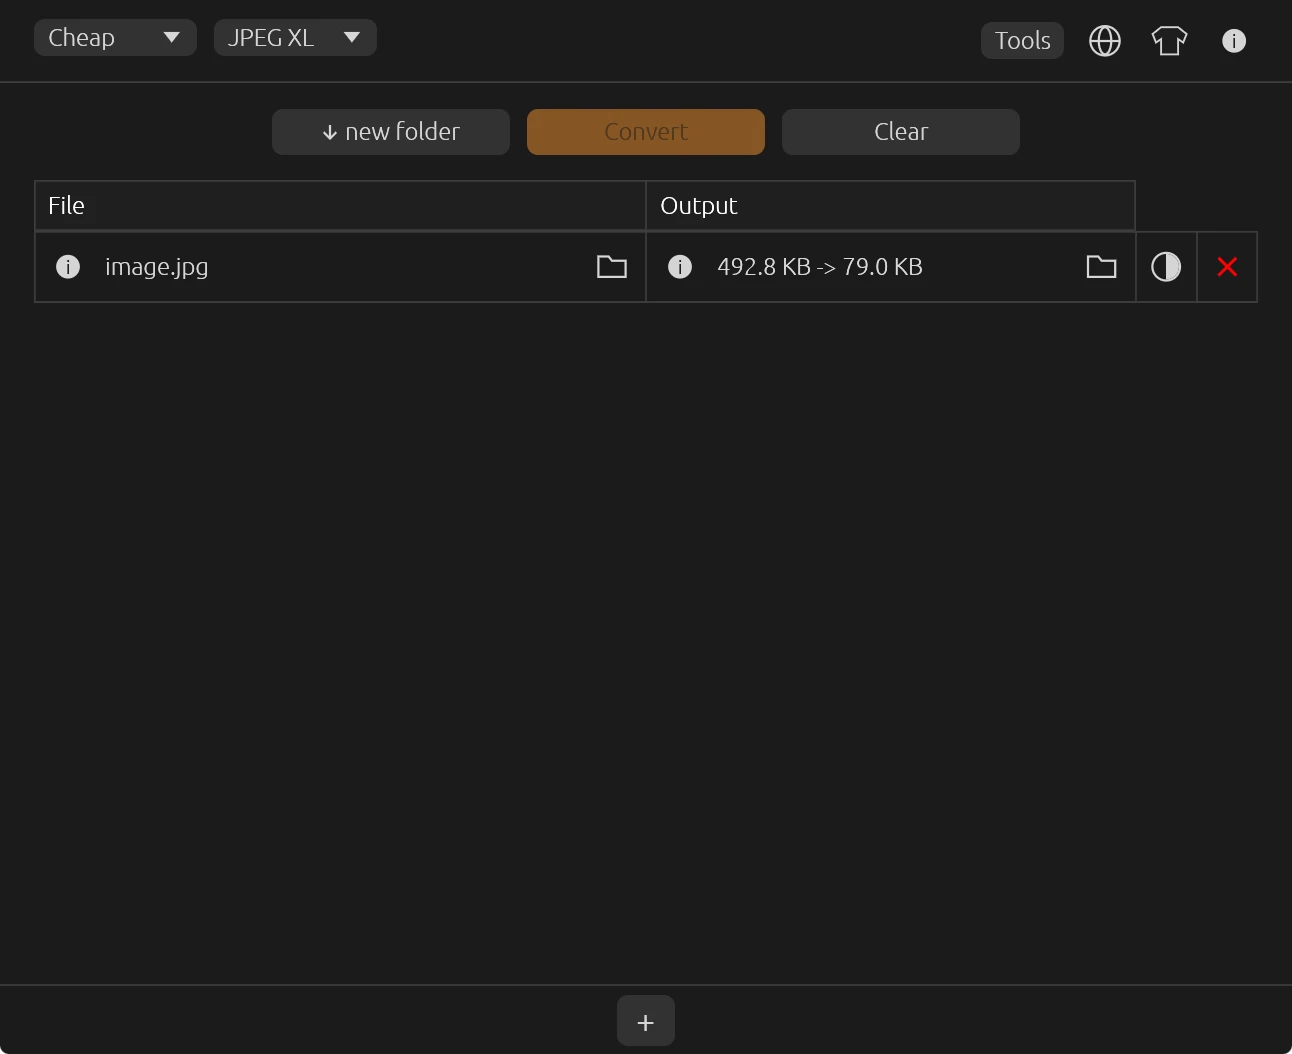 Cheap
JPEG XL
Tools
↓ new folder
Convert
Clear
File
Output
image.jpg
492.8 KB -> 79.0 KB
+